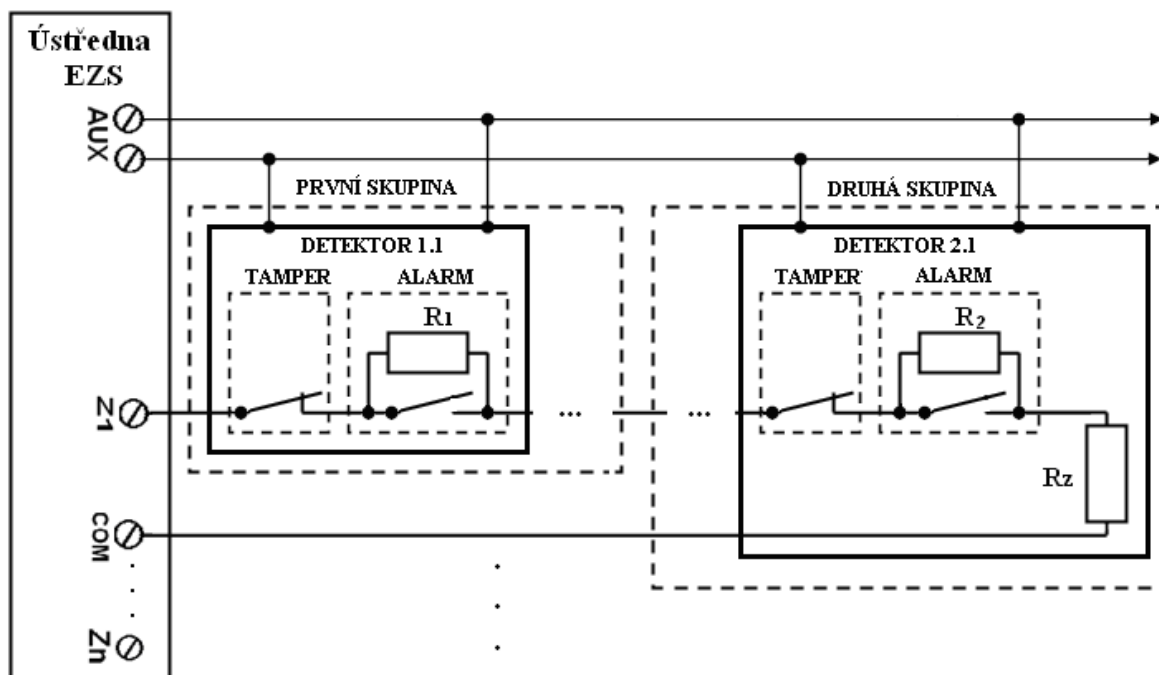 Ústředna
EZS
AUX
PRVNÍ SKUPINA
DRUHÁ SKUPINA
DETEKTOR 1.1
DETEKTOR 2.1
TAMPER
ALARM
TAMPER
ALARM
R1
R2
Z1
...
...
Rz
COM
Zn